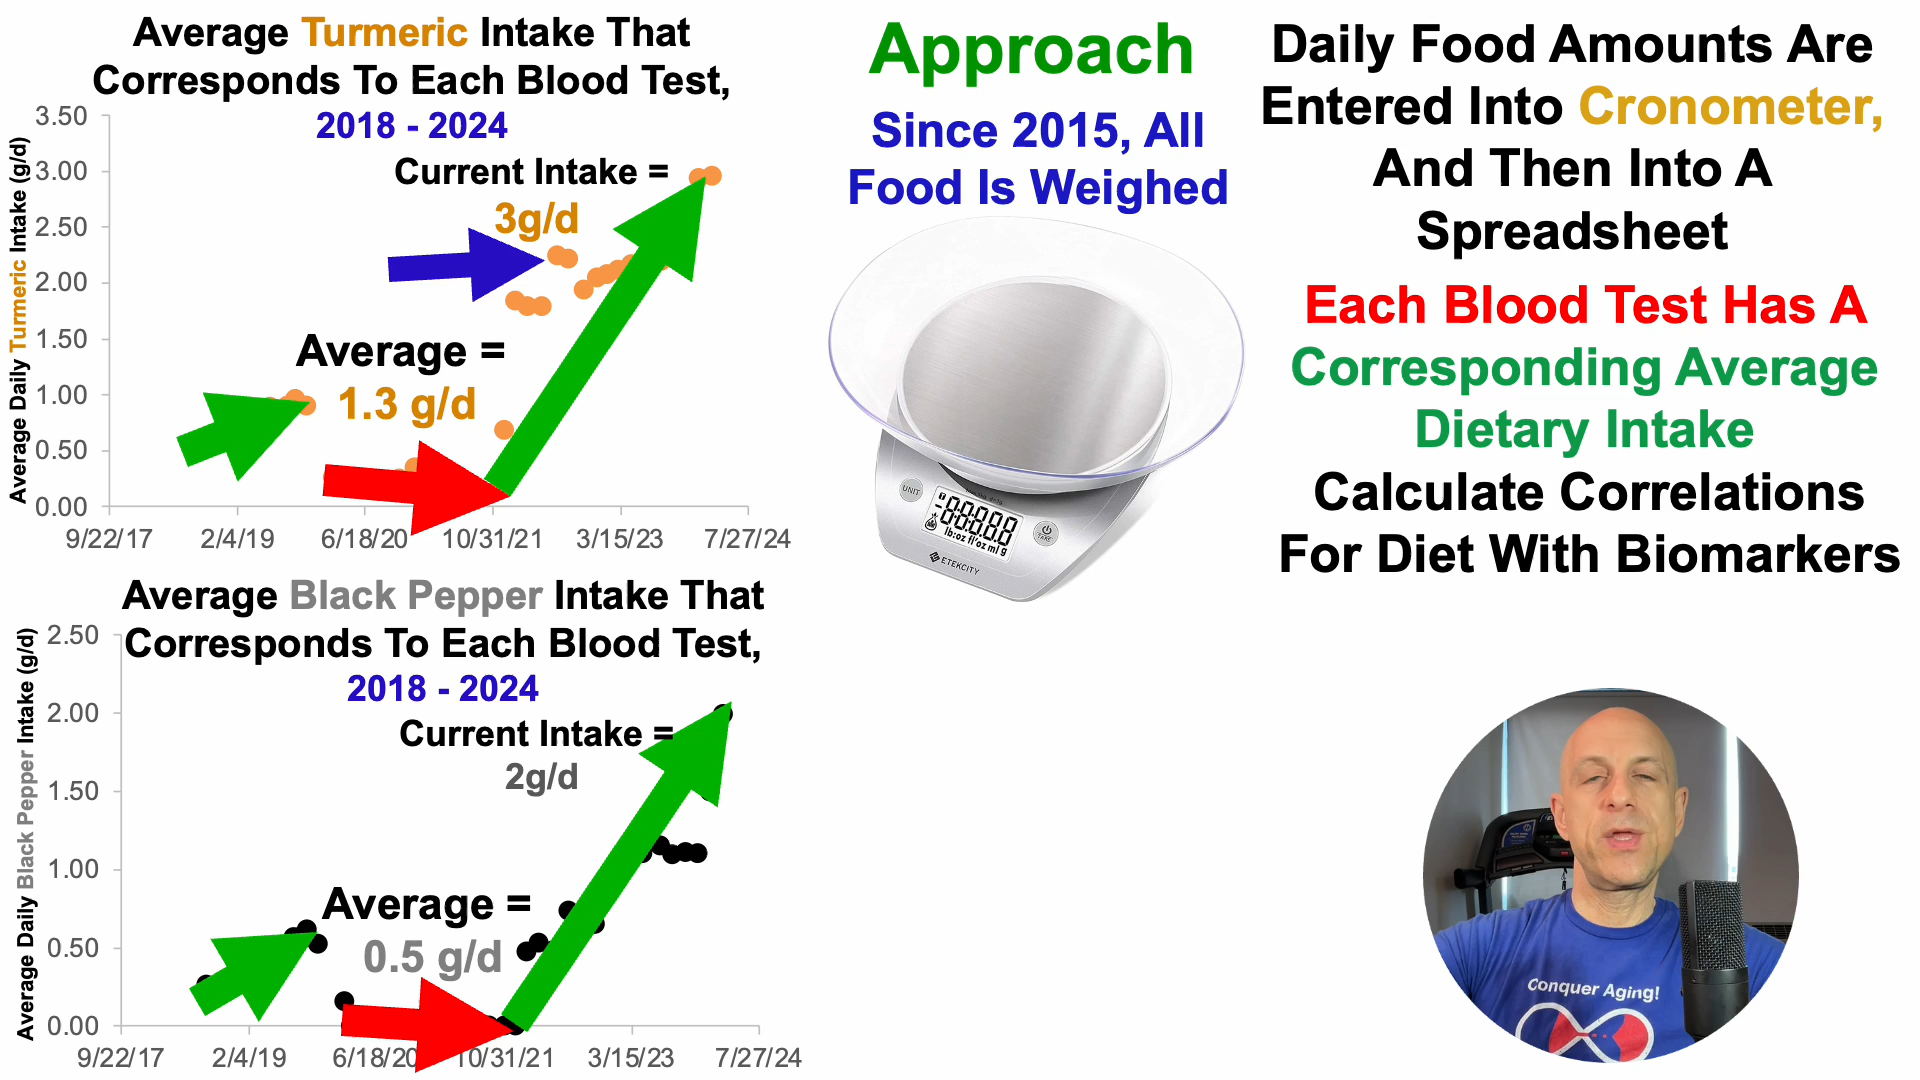 Average Turmeric Intake That
Corresponds To Each Blood Test,
2018 - 2024
Average Daily Turmeric Intake (g/d)
3.50
3.00
2.50
2.00
1.50
1.00
0.50
0.00
Current Intake =
3g/d
Average =
1.3 g/d
9/22/17 2/4/19 6/18/20 10/31/21 3/15/23 7/27/24
Average Black Pepper Intake That
Corresponds To Each Blood Test,
2018 - 2024
Average Daily Black Pepper Intake (g/d)
2.50
2.00
1.50
1.00
0.50
0.00
Current Intake =
2g/d
Average =
0.5 g/d
9/22/17 2/4/19 6/18/20 10/31/21 3/15/23 7/27/24
Approach
Since 2015, All
Food Is Weighed
UNIT
lb:oz fl'oz ml g
TARE
ETEKCITY
Daily Food Amounts Are
Entered Into Cronometer,
And Then Into A
Spreadsheet
Each Blood Test Has A
Corresponding Average
Dietary Intake
Calculate Correlations
For Diet With Biomarkers
Conquer Aging!